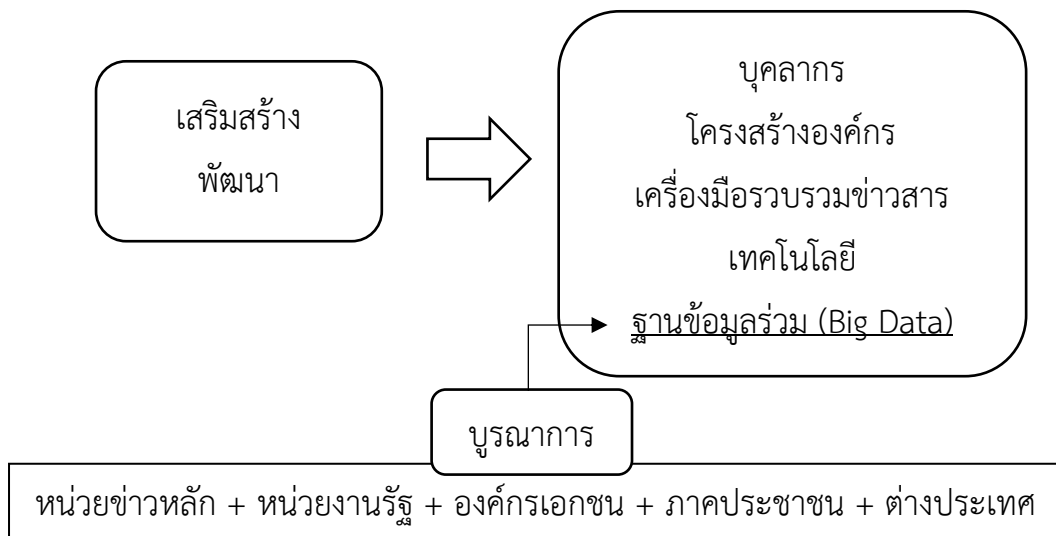 เสริมสร้าง
พัฒนา
บุคลากร
โครงสร้างองค์กร
เครื่องมือรวบรวมข่าวสาร
เทคโนโลยี
ฐานข้อมูลร่วม (Big Data)
บูรณาการ
หน่วยข่าวหลัก + หน่วยงานรัฐ + องค์กรเอกชน + ภาคประชาชน + ต่างประเทศ